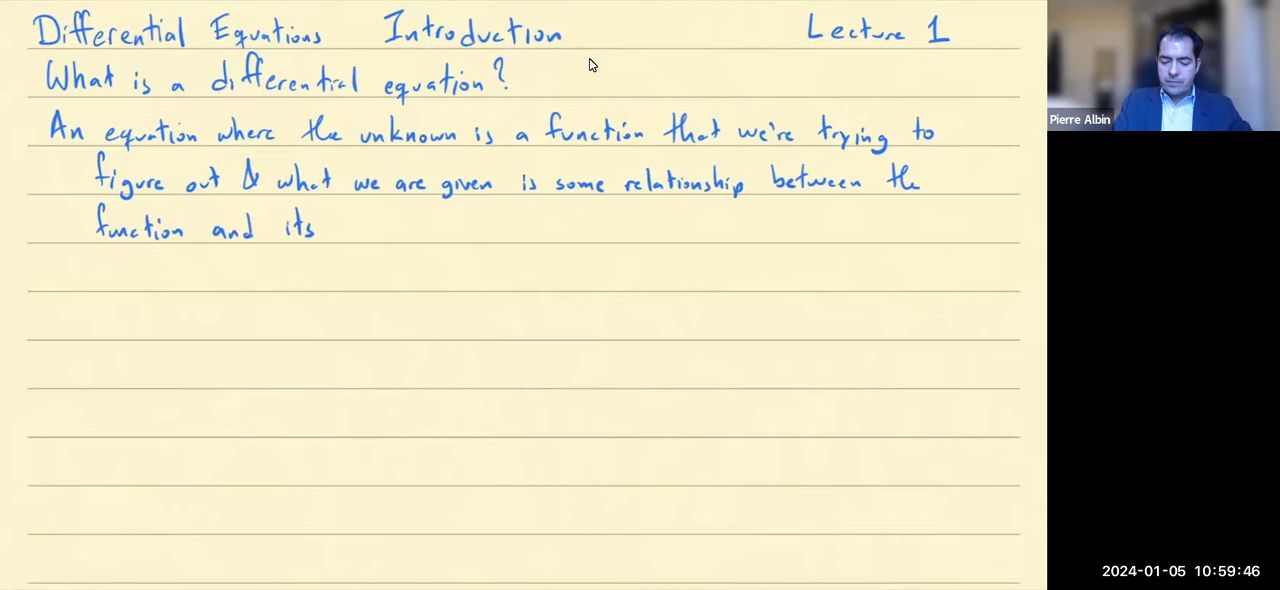 Differential Equations Introduction Lecture 1
What is a differential equation?
An equation where the unknown is a function that we're trying to
figure out & what we are given is some relationship between the
function and its
Pierre Albin
2024-01-05 10:59:46